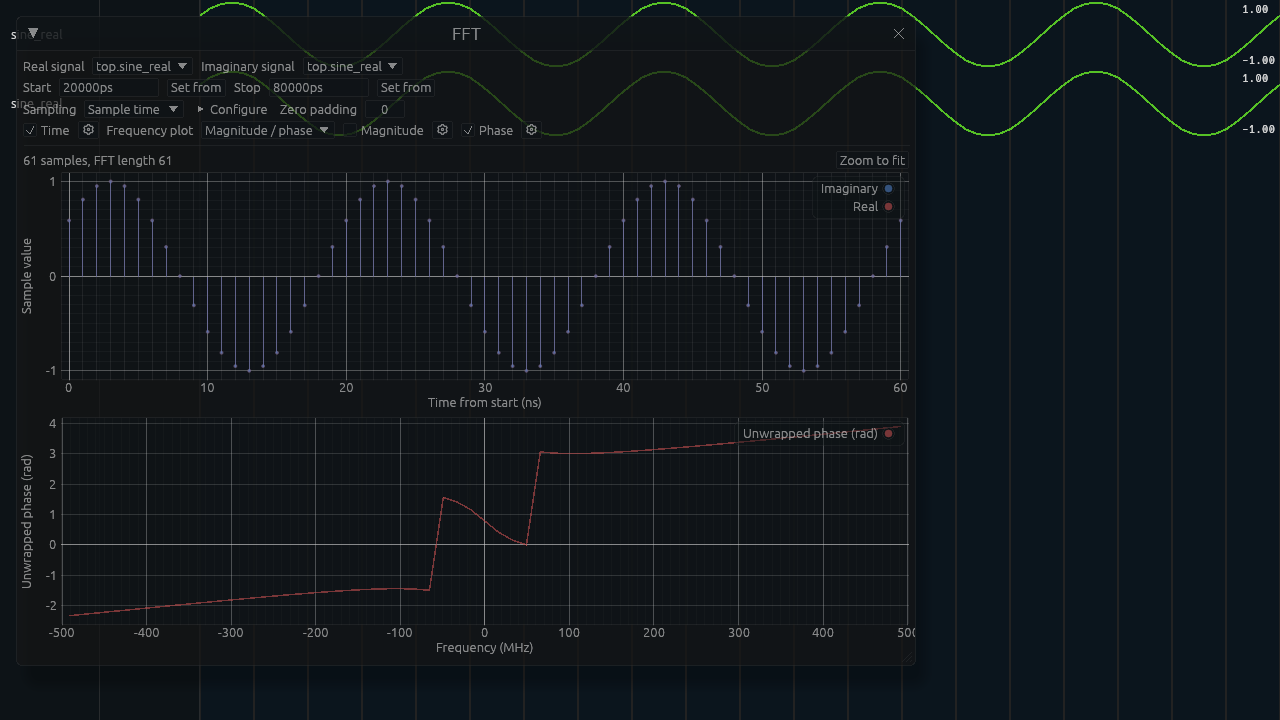 1.00
FFT
sine_real
-1.00
Real signal top.sine_real Imaginary signal top.sine_real
1.00
Start 20000ps Set from Stop 80000ps Set from
sine_real
Sampling Sample time Configure Zero padding 0
Time Frequency plot Magnitude / phase Magnitude Phase
-1.00
61 samples, FFT length 61
Zoom to fit
Imaginary
Real
Sample value
1
0
-1
0 10 20 30 40 50 60
Time from start (ns)
Unwrapped phase (rad)
Unwrapped phase (rad)
4
3
2
1
0
-1
-2
-500 -400 -300 -200 -100 0 100 200 300 400 500
Frequency (MHz)